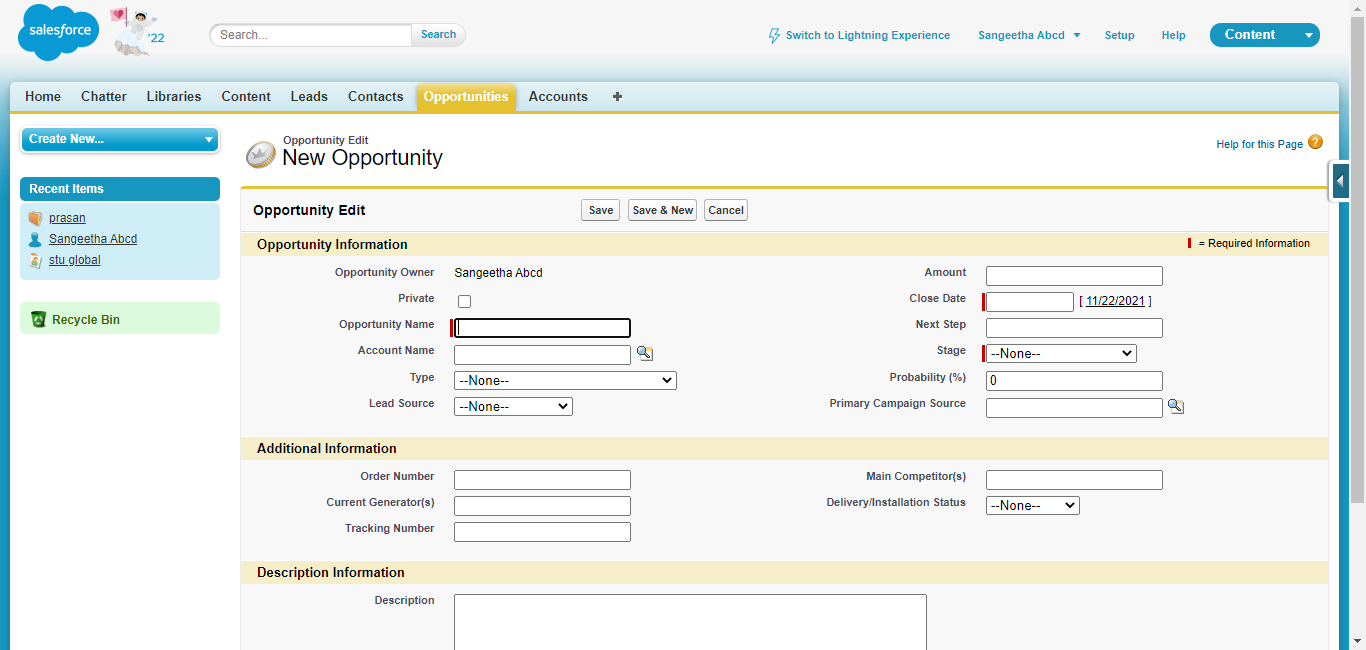 salesforce
'22
Search...
Search
Switch to Lightning Experience
Sangeetha Abcd
Setup
Help
Content
Home
Chatter
Libraries
Content
Leads
Contacts
Opportunities
Accounts
+
Create New...
Recent Items
prasan
Sangeetha Abcd
stu global
Recycle Bin
Opportunity Edit
New Opportunity
Help for this Page ?
Opportunity Edit
Save
Save & New
Cancel
Opportunity Information
= Required Information
Opportunity Owner Sangeetha Abcd
Amount
Private
Close Date [ 11/22/2021 ]
Opportunity Name
Next Step
Account Name
Stage --None--
Type --None--
Probability (%) 0
Lead Source --None--
Primary Campaign Source
Additional Information
Order Number
Main Competitor(s)
Current Generator(s)
Delivery/Installation Status --None--
Tracking Number
Description Information
Description